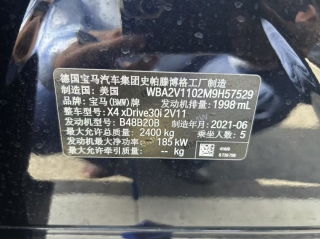 德国宝马汽车集团史帕滕博格工厂制造
制造国：美国 WBA2V1102M9H57529
品牌：宝马(BMW)牌 发动机排量：1998 mL
整车型号：X4 xDrive30i 2V11
发动机型号：B48B20B 制造年月：2021-06
最大允许总质量：2400 kg 乘坐人数：5
发动机最大净功率：185 kW
最大允许牵引质量：-- kg